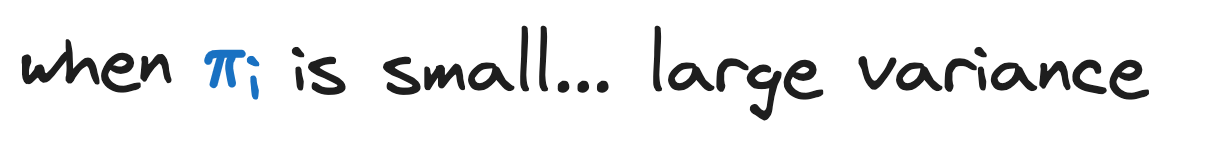 when πᵢ is small... large variance